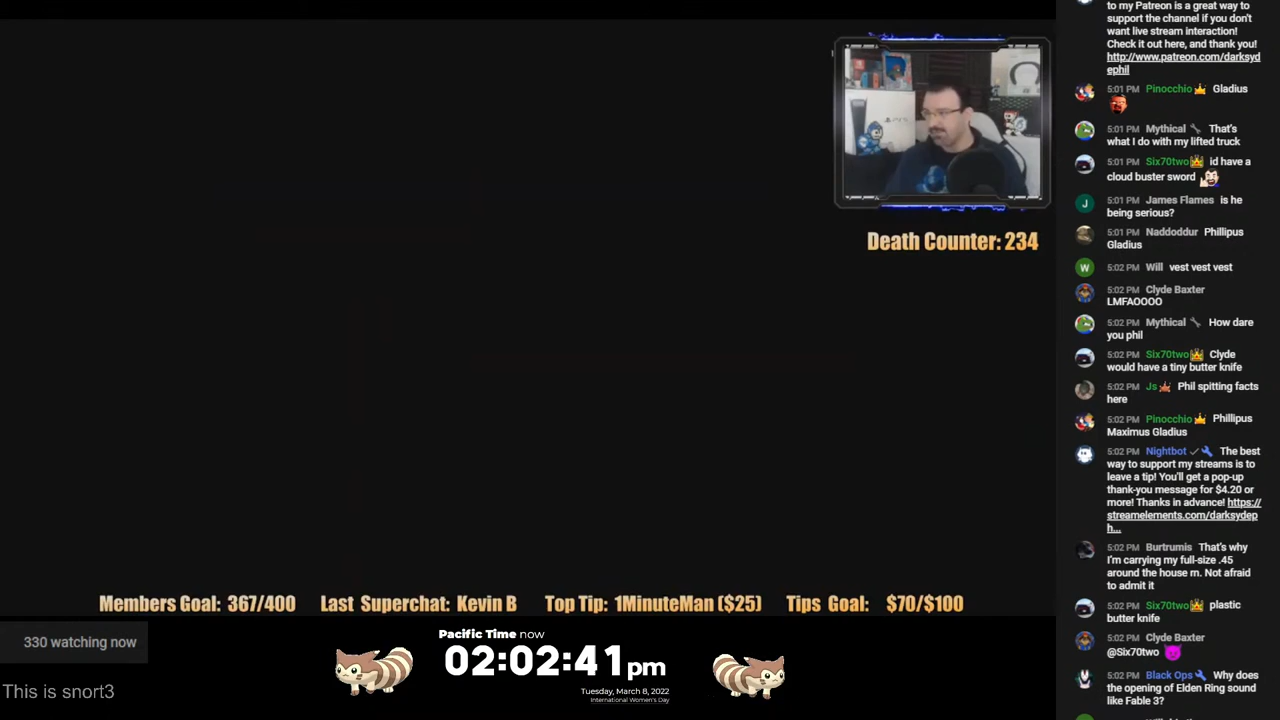 Death Counter: 234
Members Goal: 367/400 Last Superchat: Kevin B Top Tip: 1MinuteMan ($25) Tips Goal: $70/$100
330 watching now
This is snort3
Pacific Time now
02:02:41pm
Tuesday, March 8, 2022
International Women's Day
to my Patreon is a great way to
support the channel if you don't
want live stream interaction!
Check it out here, and thank you!
http://www.patreon.com/darksyd
ephil
5:01 PM Pinocchio Gladius
5:01 PM Mythical That's
what I do with my lifted truck
5:01 PM Six70two id have a
cloud buster sword
5:01 PM James Flames is he
being serious?
5:01 PM Naddoddur Phillipus
Gladius
5:02 PM Will vest vest vest
5:02 PM Clyde Baxter
LMFAOOOO
5:02 PM Mythical How dare
you phil
5:02 PM Six70two Clyde
would have a tiny butter knife
5:02 PM Js Phil spitting facts
here
5:02 PM Pinocchio Phillipus
Maximus Gladius
5:02 PM Nightbot The best
way to support my streams is to
leave a tip! You'll get a pop-up
thank-you message for $4.20 or
more! Thanks in advance! https://
streamelements.com/darksydep
h...
5:02 PM Burtrumis That's why
I'm carrying my full-size .45
around the house rn. Not afraid
to admit it
5:02 PM Six70two plastic
butter knife
5:02 PM Clyde Baxter
@Six70two
5:02 PM Black Ops Why does
the opening of Elden Ring sound
like Fable 3?